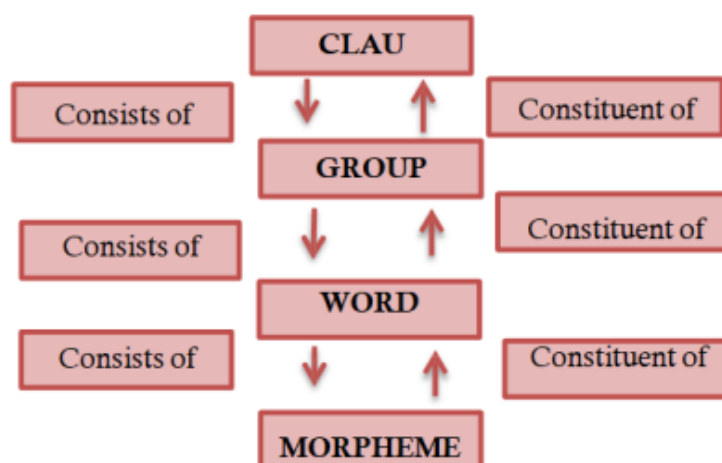 CLAU
Consists of
Constituent of
GROUP
Consists of
Constituent of
WORD
Consists of
Constituent of
MORPHEME